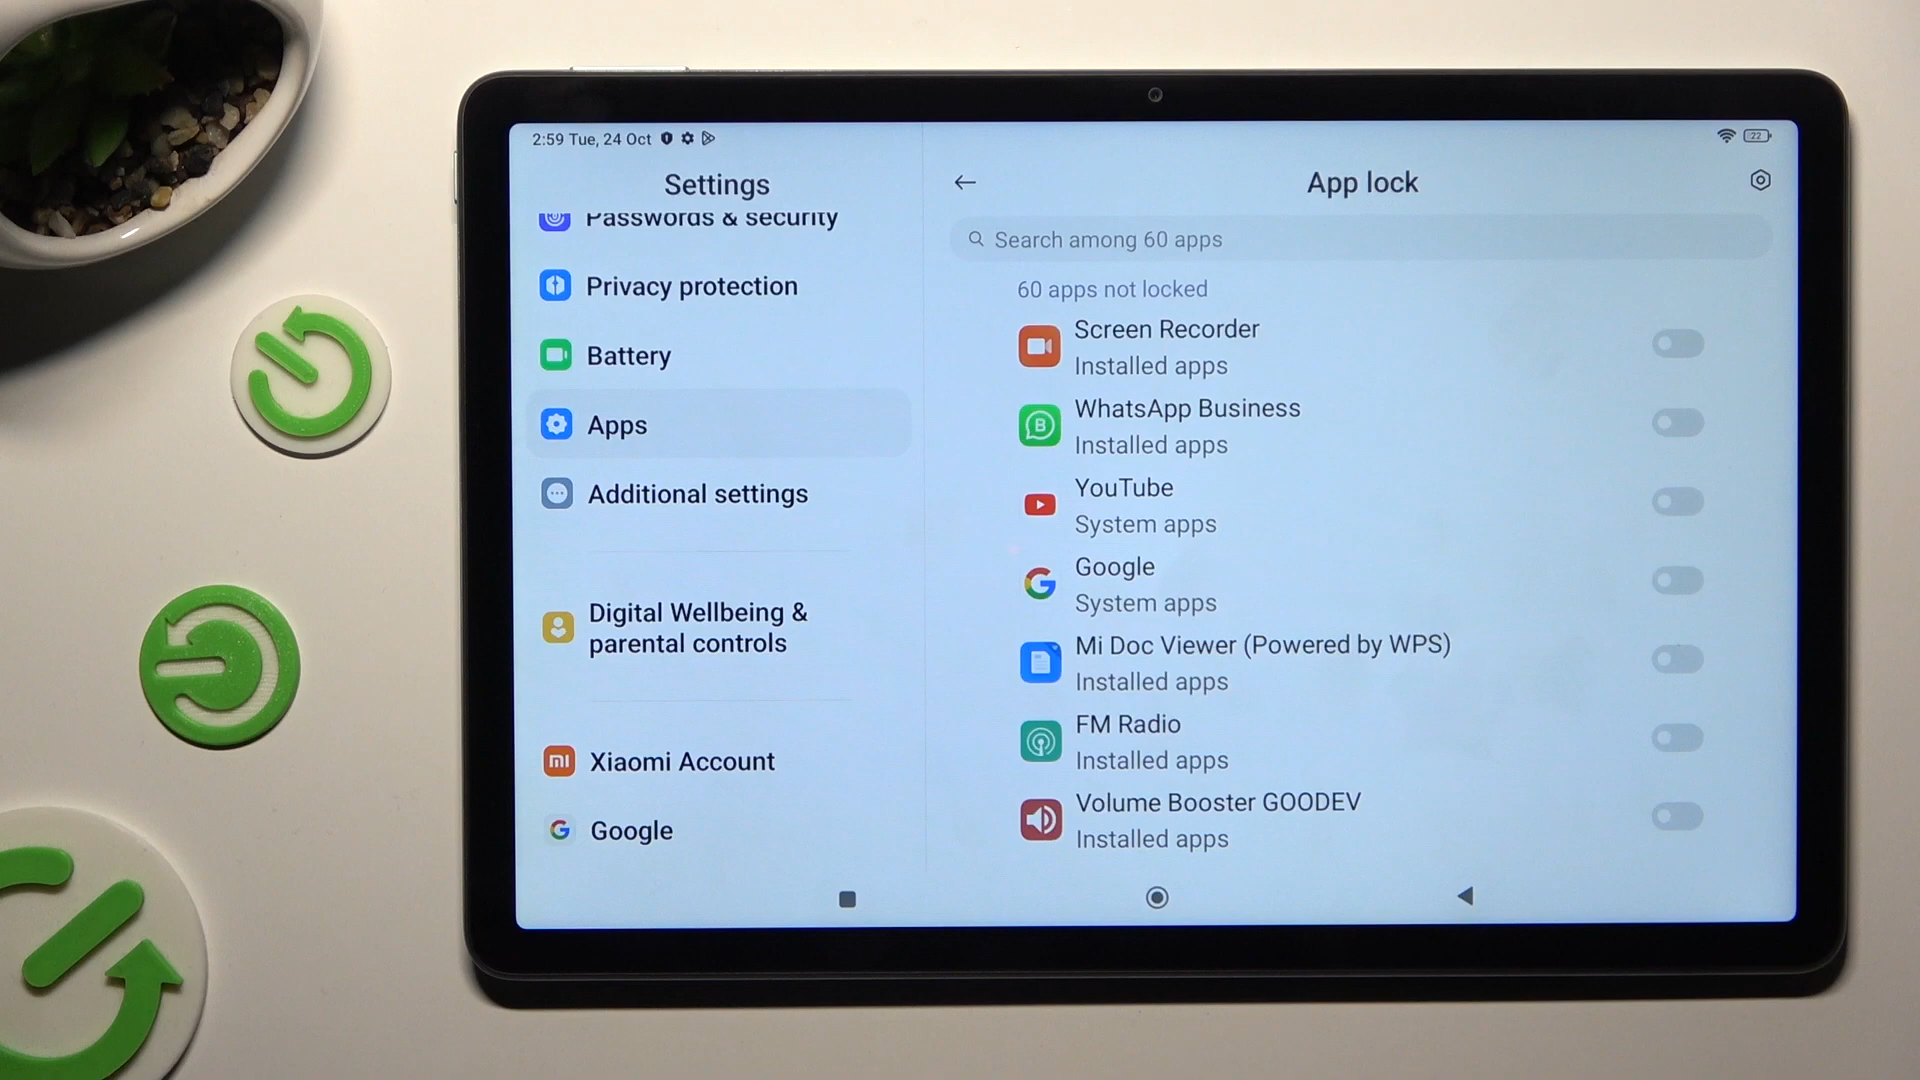 2:59 Tue, 24 Oct
22
Settings
Passwords & security
Privacy protection
Battery
Apps
Additional settings
Digital Wellbeing &
parental controls
mi
Xiaomi Account
Google
App lock
Search among 60 apps
60 apps not locked
Screen Recorder
Installed apps
B
WhatsApp Business
Installed apps
YouTube
System apps
Google
System apps
Mi Doc Viewer (Powered by WPS)
Installed apps
FM Radio
Installed apps
Volume Booster GOODEV
Installed apps